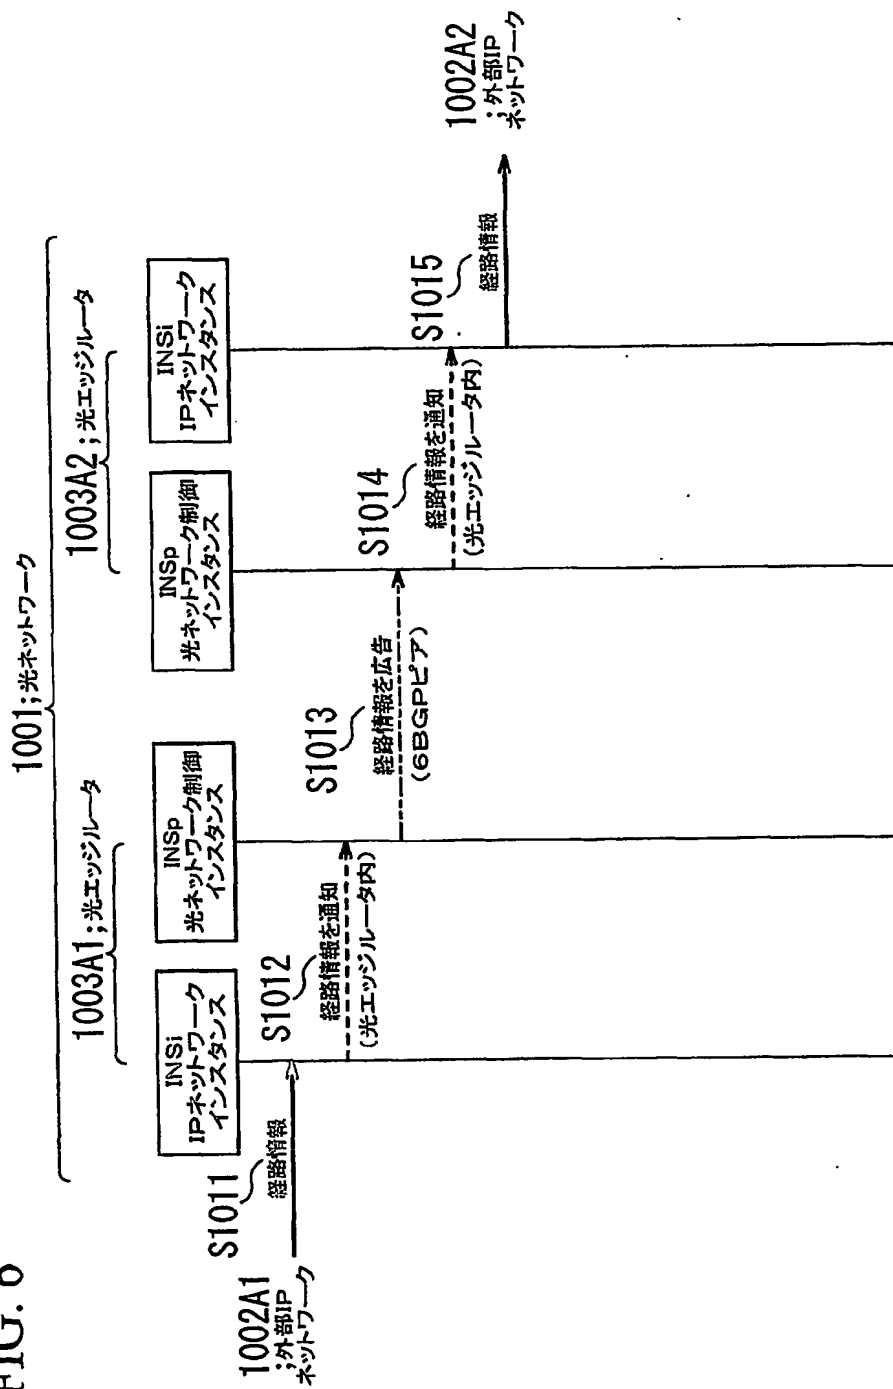 FIG. 6
1001;光ネットワーク
1003A1;光エッジルータ
1003A2;光エッジルータ
INSi
IPネットワーク
インスタンス
INSp
光ネットワーク制御
インスタンス
INSp
光ネットワーク制御
インスタンス
INSi
IPネットワーク
インスタンス
1002A1
;外部IP
ネットワーク
S1011
経路情報
S1012
経路情報を通知
(光エッジルータ内)
S1013
経路情報を広告
(6BGPピア)
S1014
経路情報を通知
(光エッジルータ内)
S1015
経路情報
1002A2
;外部IP
ネットワーク